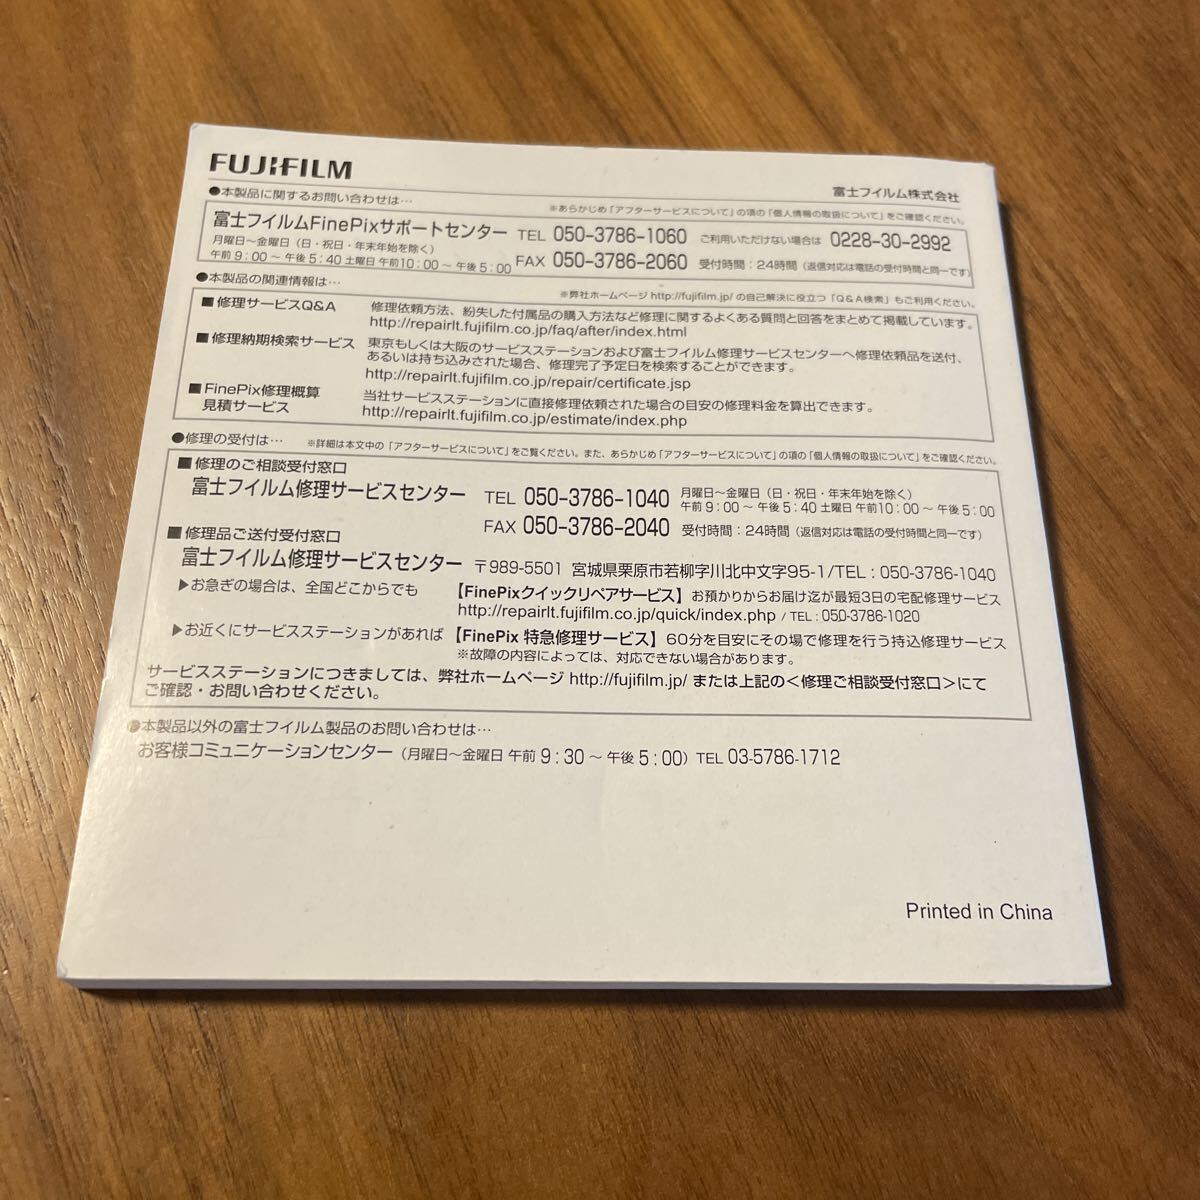 FUJIFILM
富士フイルム株式会社
●本製品に関するお問い合わせは…
※あらかじめ「アフターサービスについて」の項の「個人情報の取扱について」をご確認ください。
富士フイルムFinePixサポートセンター TEL 050-3786-1060 ご利用いただけない場合は 0228-30-2992
月曜日〜金曜日（日・祝日・年末年始を除く）
午前 9:00 〜 午後 5:40 土曜日 午前10:00 〜 午後 5:00 FAX 050-3786-2060 受付時間：24時間（返信対応は電話の受付時間と同一です）
●本製品の関連情報は…
※弊社ホームページ http://fujifilm.jp/ の自己解決に役立つ「Q&A検索」もご利用ください。
■ 修理サービスQ&A 修理依頼方法、紛失した付属品の購入方法など修理に関するよくある質問と回答をまとめて掲載しています。
http://repairlt.fujifilm.co.jp/faq/after/index.html
■ 修理納期検索サービス 東京もしくは大阪のサービスステーションおよび富士フイルム修理サービスセンターへ修理依頼品を送付、
あるいは持ち込みされた場合、修理完了予定日を検索することができます。
http://repairlt.fujifilm.co.jp/repair/certificate.jsp
■ FinePix修理概算 当社サービスステーションに直接修理依頼された場合の目安の修理料金を算出できます。
見積サービス http://repairlt.fujifilm.co.jp/estimate/index.php
●修理の受付は… ※詳細は本文中の「アフターサービスについて」をご覧ください。また、あらかじめ「アフターサービスについて」の項の「個人情報の取扱について」をご確認ください。
■ 修理のご相談受付窓口
富士フイルム修理サービスセンター TEL 050-3786-1040 月曜日〜金曜日（日・祝日・年末年始を除く）
午前 9:00 〜 午後 5:40 土曜日 午前10:00 〜 午後 5:00
FAX 050-3786-2040 受付時間：24時間（返信対応は電話の受付時間と同一です）
■ 修理品ご送付受付窓口
富士フイルム修理サービスセンター 〒989-5501 宮城県栗原市若柳字川北中文字95-1/TEL：050-3786-1040
▶お急ぎの場合は、全国どこからでも 【FinePixクイックリペアサービス】お預かりからお届け迄が最短3日の宅配修理サービス
http://repairlt.fujifilm.co.jp/quick/index.php / TEL：050-3786-1020
▶お近くにサービスステーションがあれば 【FinePix 特急修理サービス】60分を目安にその場で修理を行う持込修理サービス
※故障の内容によっては、対応できない場合があります。
サービスステーションにつきましては、弊社ホームページ http://fujifilm.jp/ または上記の＜修理ご相談受付窓口＞にて
ご確認・お問い合わせください。
●本製品以外の富士フイルム製品のお問い合わせは…
お客様コミュニケーションセンター（月曜日〜金曜日 午前 9:30 〜 午後 5:00）TEL 03-5786-1712
Printed in China